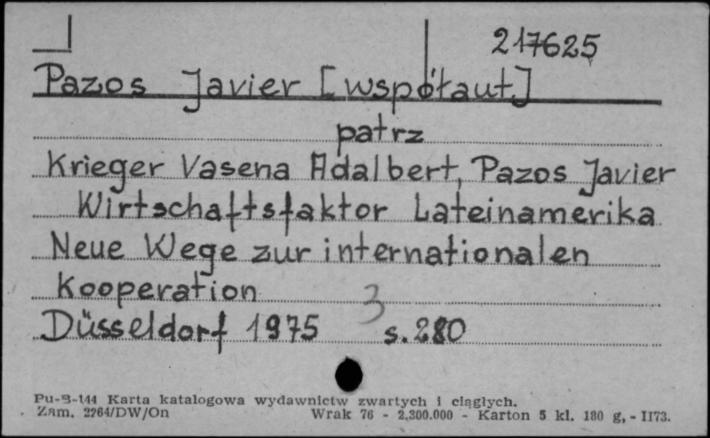 217625
Pazos Javier [współaut]
patrz
Krieger Vasena Adalbert, Pazos Javier
Wirtschaftsfaktor Lateinamerika
Neue Wege zur internationalen
Kooperation
3
Düsseldorf 1975 s. 280
Pu-B-144 Karta katalogowa wydawnictw zwartych i ciągłych.
Zam. 2264/DW/On Wrak 76 - 2,300.000 - Karton 5 kl. 180 g, - II73.